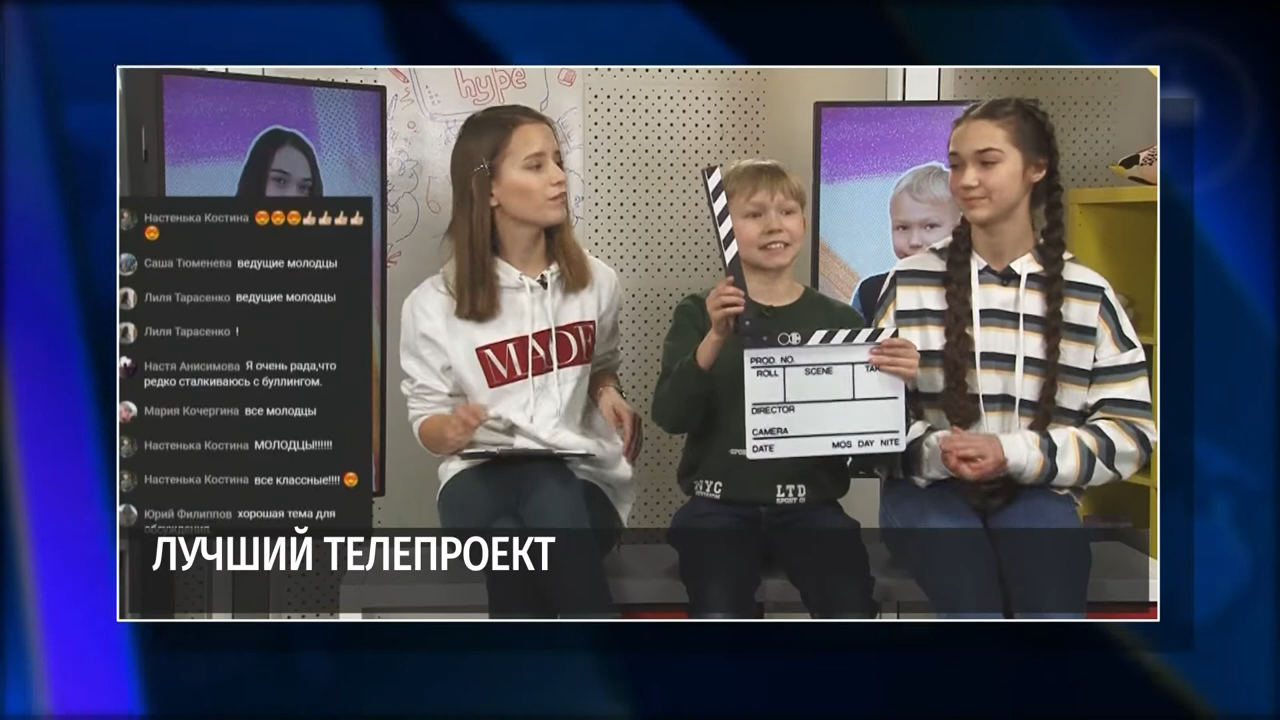 hype
Настенька Костина 😡😡😡👍🏻👍🏻👍🏻👍🏻
😡
Саша Тюменева ведущие молодцы
Лиля Тарасенко ведущие молодцы
Лиля Тарасенко !
Настя Анисимова Я очень рада,что
редко сталкиваюсь с буллингом.
Мария Кочергина все молодцы
Настенька Костина МОЛОДЦЫ!!!!!!
Настенька Костина все классные!!!! 😡
Юрий Филиппов хорошая тема для
обсуждения
MADE
PROD. NO.
ROLL SCENE TAK
DIRECTOR
CAMERA
DATE MOS DAY NITE
NYC LTD
ЛУЧШИЙ ТЕЛЕПРОЕКТ